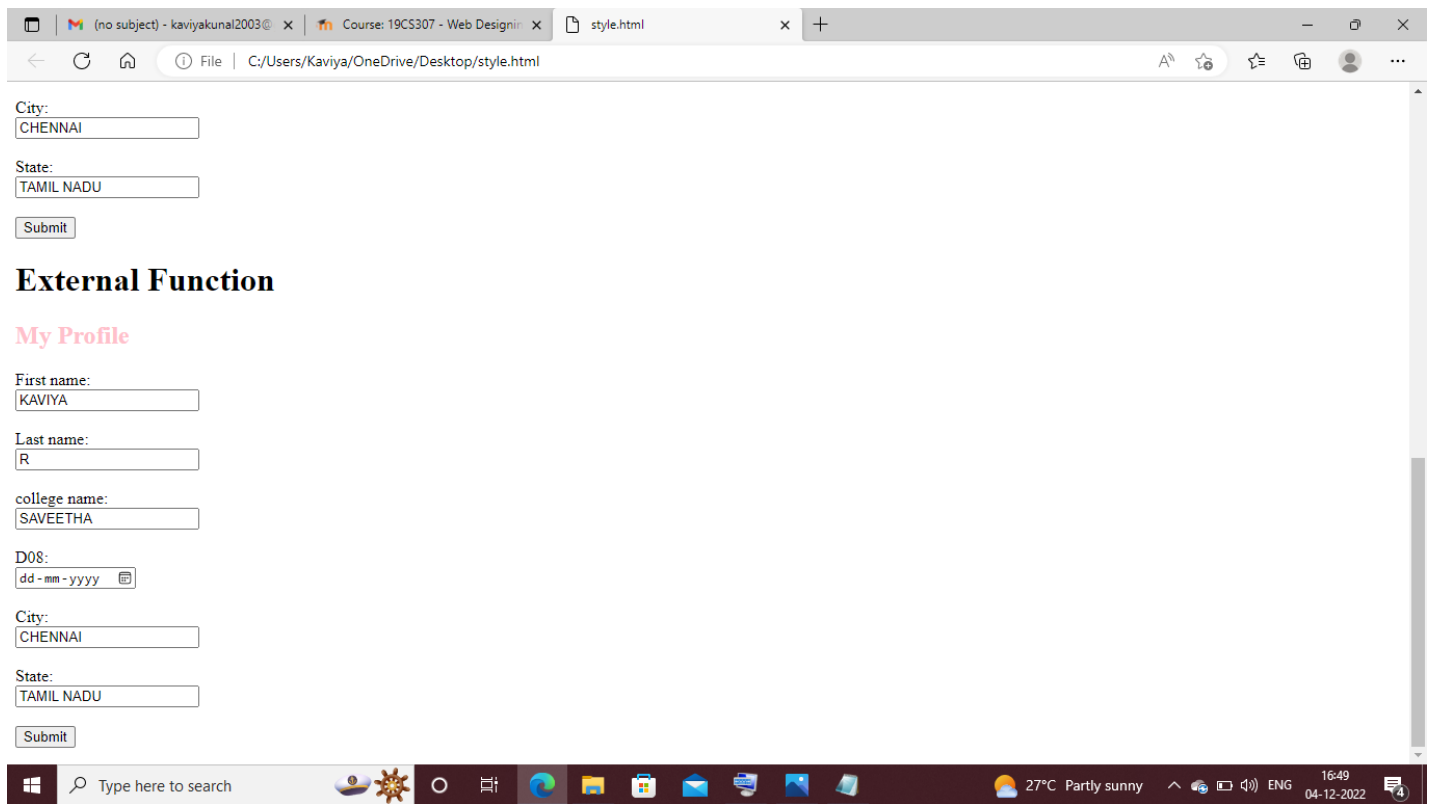 (no subject) - kaviyakunal2003@
Course: 19CS307 - Web Designin
style.html
File | C:/Users/Kaviya/OneDrive/Desktop/style.html
City:
CHENNAI
State:
TAMIL NADU
Submit
External Function
My Profile
First name:
KAVIYA
Last name:
R
college name:
SAVEETHA
D08:
dd-mm-yyyy
City:
CHENNAI
State:
TAMIL NADU
Submit
Type here to search
27°C Partly sunny
ENG
16:49
04-12-2022
4